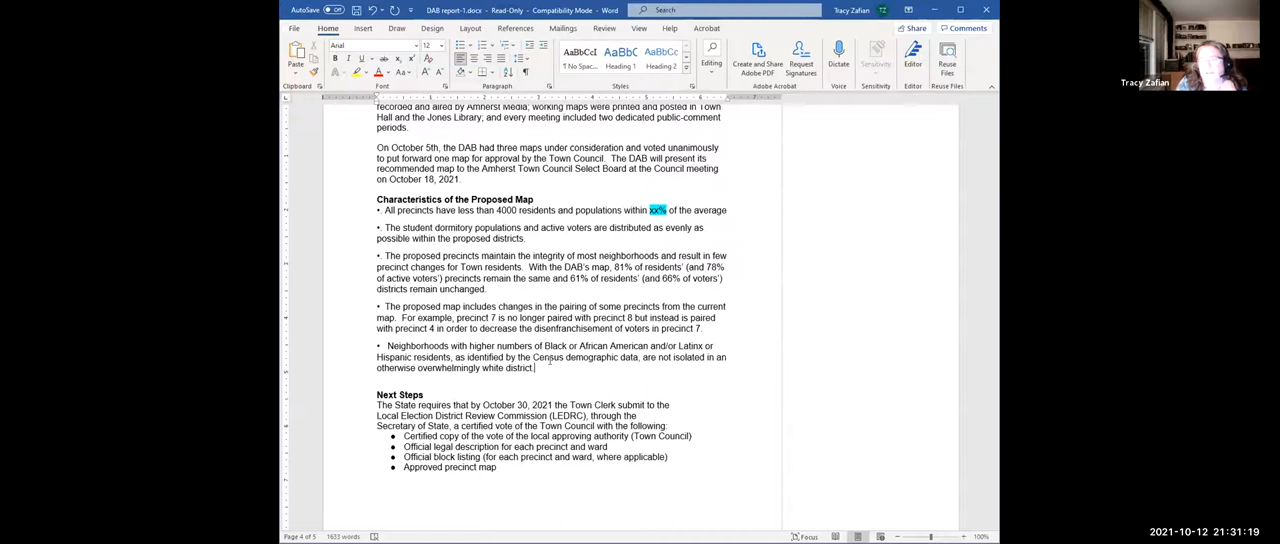 AutoSave Off DAB report-1.docx - Read-Only - Compatibility Mode - Word Search Tracy Zafian TZ
File Home Insert Draw Design Layout References Mailings Review View Help Acrobat Share Comments
Arial 12 AaBbCcI AaBbC AaBbCc
Paste B I U ¶ No Spac... Heading 1 Heading 2 Editing Create and Share Adobe PDF Request Signatures Dictate Sensitivity Editor Reuse Files
Clipboard Font Paragraph Styles Adobe Acrobat Voice Sensitivity Editor Reuse Files
Tracy Zafian
recorded and aired by Amherst Media; working maps were printed and posted in Town
Hall and the Jones Library; and every meeting included two dedicated public-comment
periods.
On October 5th, the DAB had three maps under consideration and voted unanimously
to put forward one map for approval by the Town Council. The DAB will present its
recommended map to the Amherst Town Council Select Board at the Council meeting
on October 18, 2021.
Characteristics of the Proposed Map
•. All precincts have less than 4000 residents and populations within xx% of the average
•. The student dormitory populations and active voters are distributed as evenly as
possible within the proposed districts.
•. The proposed precincts maintain the integrity of most neighborhoods and result in few
precinct changes for Town residents. With the DAB's map, 81% of residents' (and 78%
of active voters') precincts remain the same and 61% of residents' (and 66% of voters')
districts remain unchanged.
• The proposed map includes changes in the pairing of some precincts from the current
map. For example, precinct 7 is no longer paired with precinct 8 but instead is paired
with precinct 4 in order to decrease the disenfranchisement of voters in precinct 7.
• Neighborhoods with higher numbers of Black or African American and/or Latinx or
Hispanic residents, as identified by the Census demographic data, are not isolated in an
otherwise overwhelmingly white district.
Next Steps
The State requires that by October 30, 2021 the Town Clerk submit to the
Local Election District Review Commission (LEDRC), through the
Secretary of State, a certified vote of the Town Council with the following:
● Certified copy of the vote of the local approving authority (Town Council)
● Official legal description for each precinct and ward
● Official block listing (for each precinct and ward, where applicable)
● Approved precinct map
Page 4 of 5 1633 words Focus 100%
2021-10-12 21:31:19